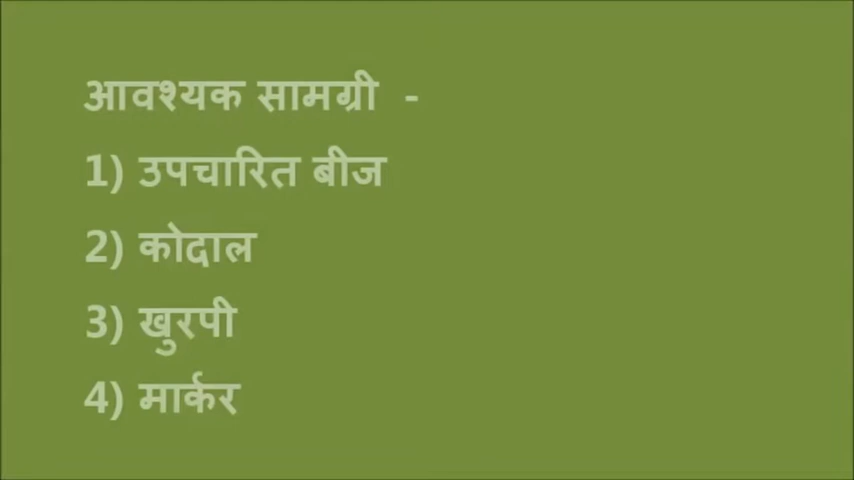 आवश्यक सामग्री -
1) उपचारित बीज
2) कोदाल
3) खुरपी
4) मार्कर